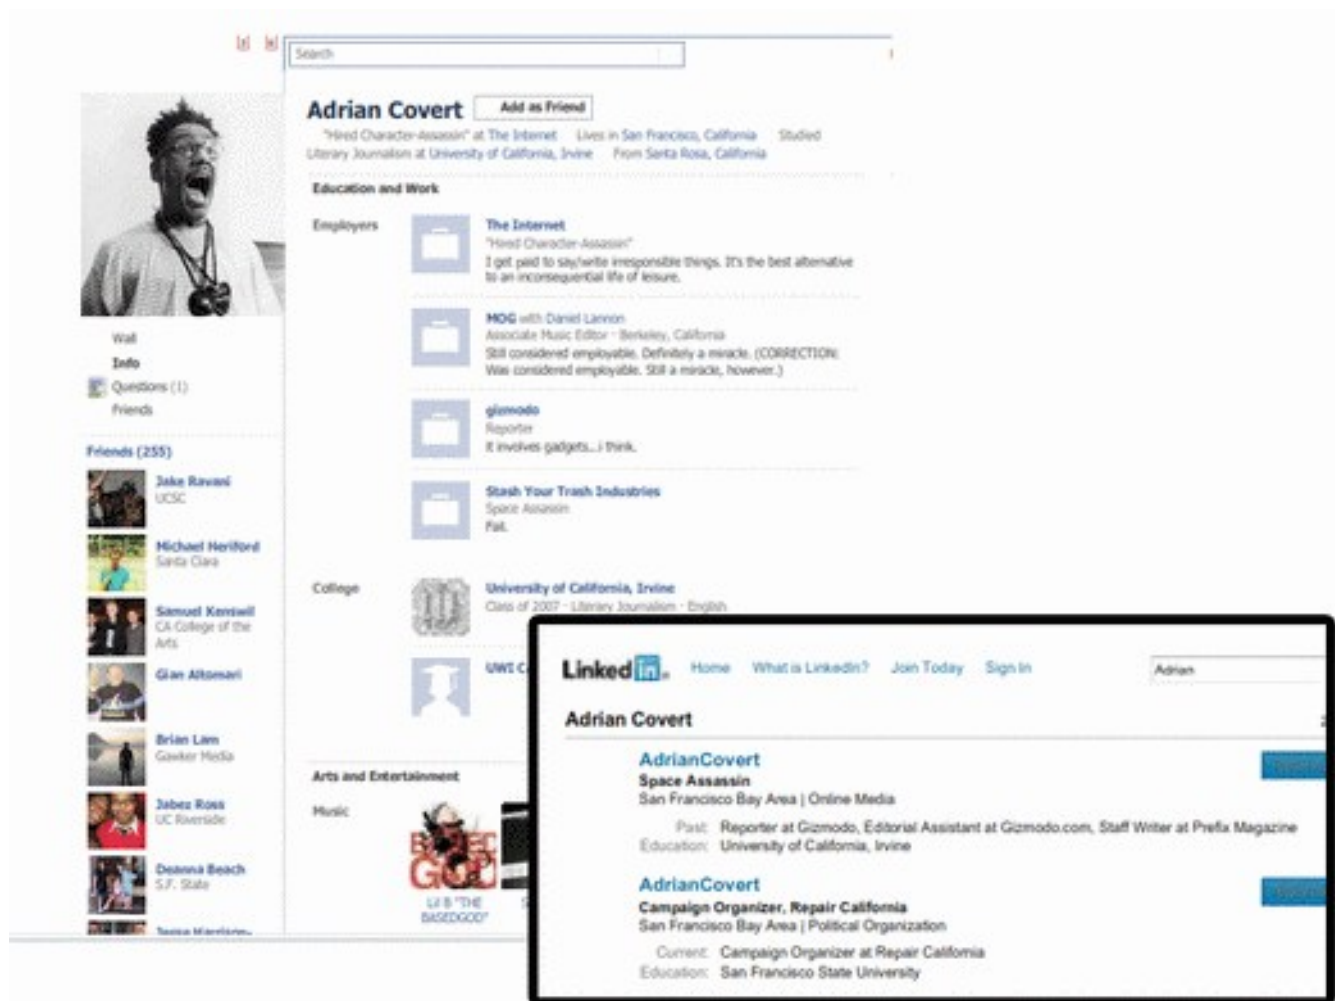 Search
Adrian Covert Add as Friend
"Hired Character-Assassin" at The Internet Lives in San Francisco, California Studied
Literary Journalism at University of California, Irvine From Santa Rosa, California
Education and Work
Employers
The Internet
"Hired Character-Assassin"
I get paid to say/write irresponsible things. It's the best alternative
to an inconsequential life of leisure.
MOG with Daniel Lannon
Associate Music Editor · Berkeley, California
Still considered employable. Definitely a miracle. (CORRECTION:
Was considered employable. Still a miracle, however.)
gizmodo
Reporter
It involves gadgets...i think.
Stash Your Trash Industries
Space Assassin
Fail.
College
University of California, Irvine
Class of 2007 · Literary Journalism · English
UWI C
Arts and Entertainment
Music
BASED
GOD
Lil B "THE
BASEDGOD"
Wall
Info
Questions (1)
Friends
Friends (255)
Jake Ravani
UCSC
Michael Heriford
Santa Clara
Samuel Kenswil
CA College of the
Arts
Gian Altomari
Brian Lam
Gawker Media
Jabez Ross
UC Riverside
Deanna Beach
S.F. State
LinkedIn Home What is LinkedIn? Join Today Sign In Adrian
Adrian Covert
AdrianCovert
Space Assassin
San Francisco Bay Area | Online Media
Past: Reporter at Gizmodo, Editorial Assistant at Gizmodo.com, Staff Writer at Prefix Magazine
Education: University of California, Irvine
AdrianCovert
Campaign Organizer, Repair California
San Francisco Bay Area | Political Organization
Current: Campaign Organizer at Repair California
Education: San Francisco State University